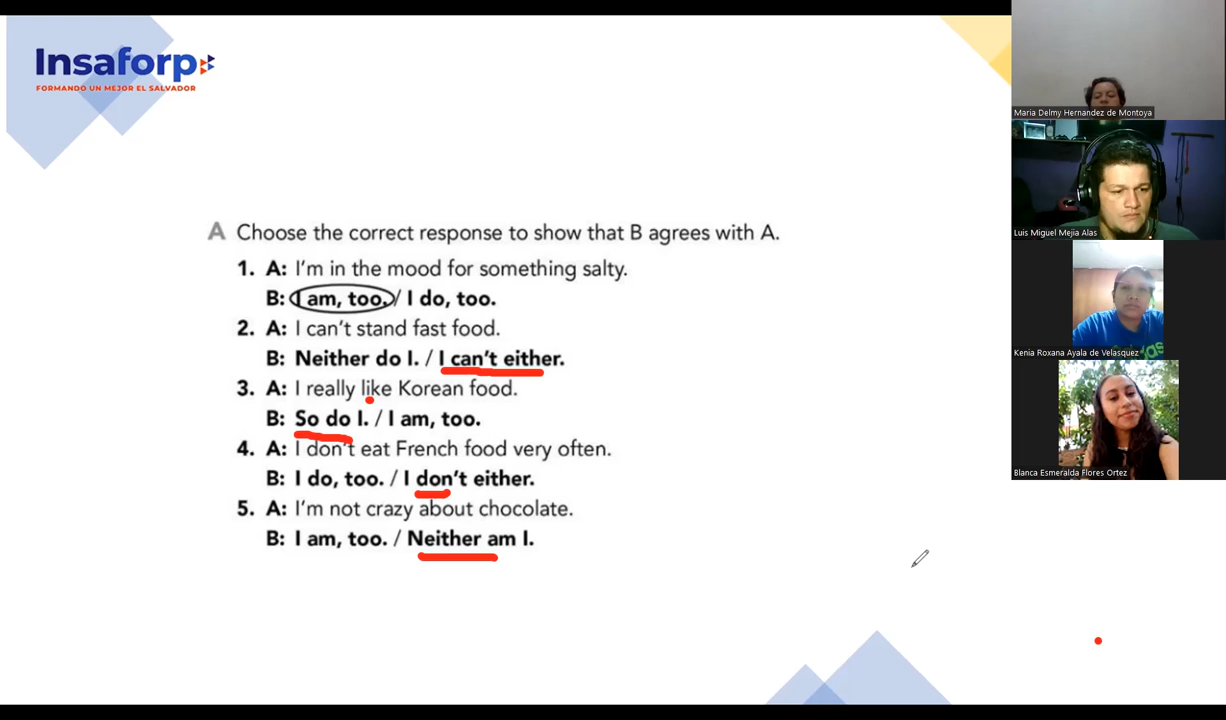 Insaforp
FORMANDO UN MEJOR EL SALVADOR
A Choose the correct response to show that B agrees with A.
1. A: I'm in the mood for something salty.
B: I am, too. / I do, too.
2. A: I can't stand fast food.
B: Neither do I. / I can't either.
3. A: I really like Korean food.
B: So do I. / I am, too.
4. A: I don't eat French food very often.
B: I do, too. / I don't either.
5. A: I'm not crazy about chocolate.
B: I am, too. / Neither am I.
Maria Delmy Hernandez de Montoya
Luis Miguel Mejia Alas
Kenia Roxana Ayala de Velasquez
Blanca Esmeralda Flores Ortez